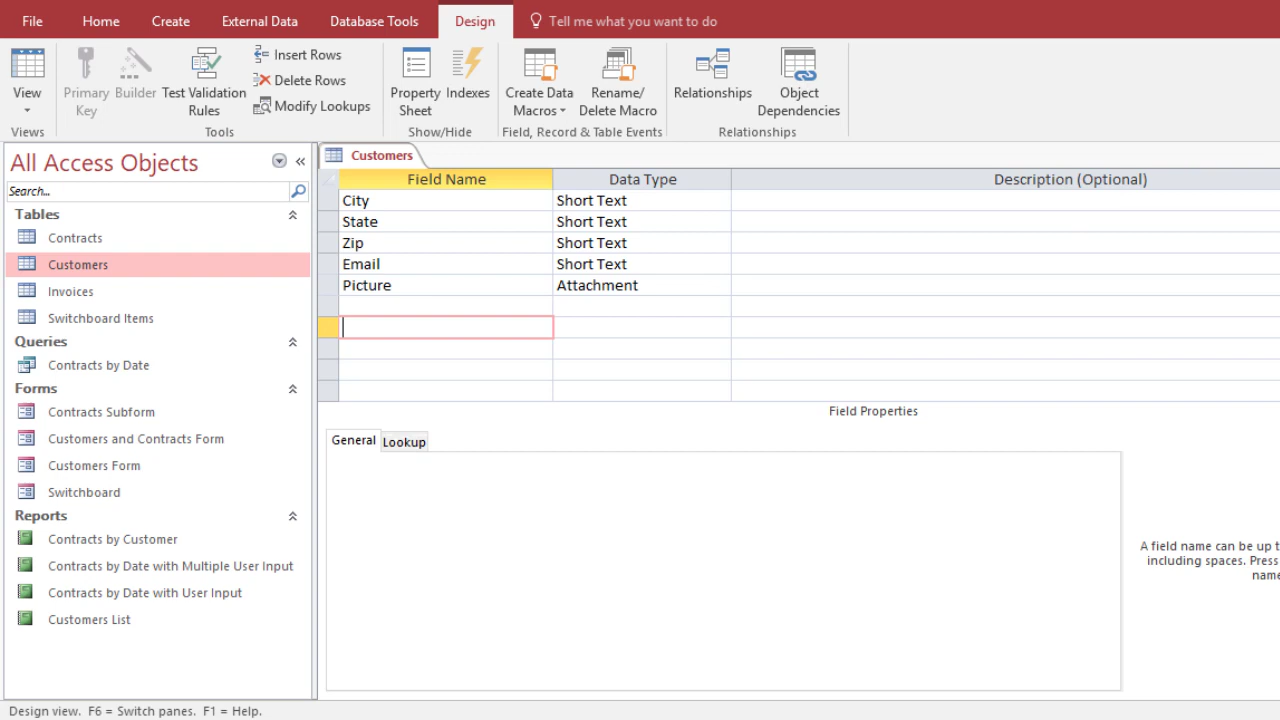 File Home Create External Data Database Tools Design Tell me what you want to do
View Primary Key Builder Test Validation Rules Insert Rows Delete Rows Modify Lookups Property Sheet Indexes Create Data Macros Rename/ Delete Macro Relationships Object Dependencies
Views Tools Show/Hide Field, Record & Table Events Relationships
All Access Objects
Search...
Tables
Contracts
Customers
Invoices
Switchboard Items
Queries
Contracts by Date
Forms
Contracts Subform
Customers and Contracts Form
Customers Form
Switchboard
Reports
Contracts by Customer
Contracts by Date with Multiple User Input
Contracts by Date with User Input
Customers List
Customers
Field Name Data Type Description (Optional)
City Short Text
State Short Text
Zip Short Text
Email Short Text
Picture Attachment
Field Properties
General Lookup
A field name can be up t
including spaces. Press
name
Design view. F6 = Switch panes. F1 = Help.